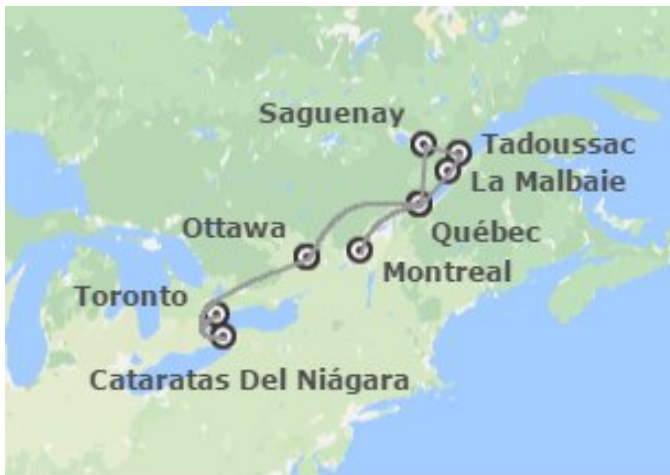 Saguenay
Tadoussac
La Malbaie
Ottawa
Québec
Montreal
Toronto
Cataratas Del Niágara